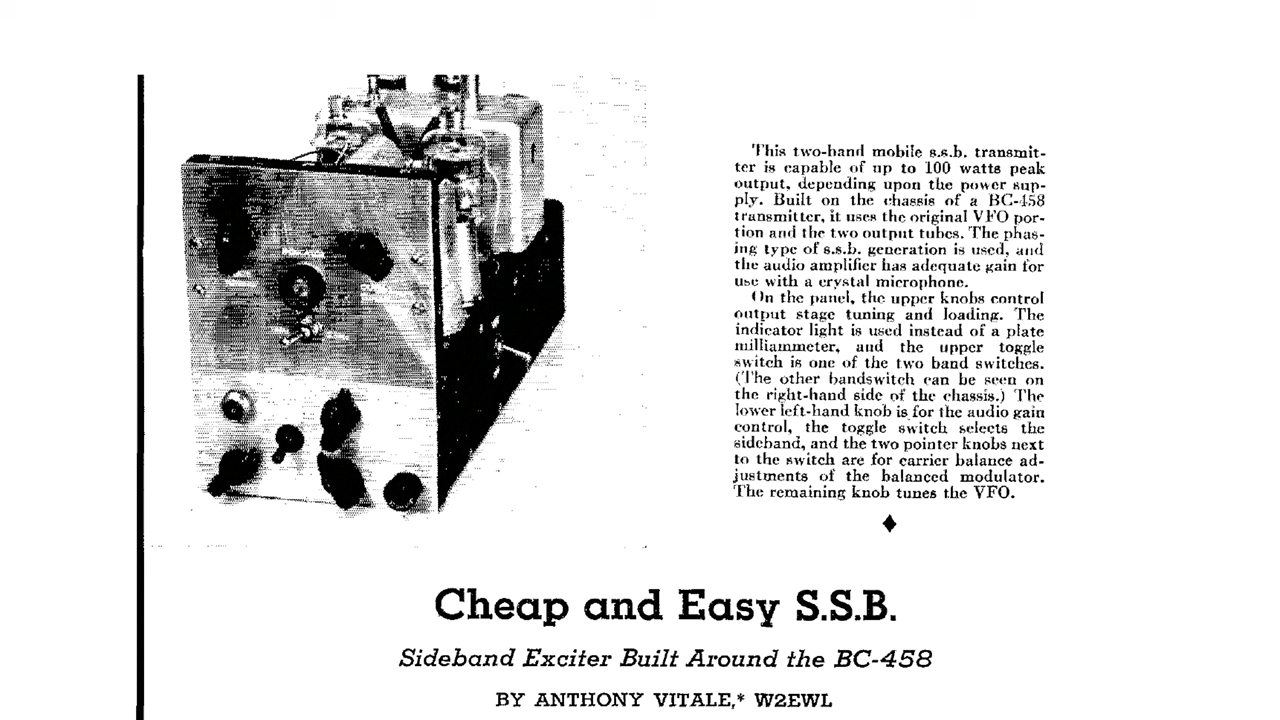 This two-band mobile s.s.b. transmit-
ter is capable of up to 100 watts peak
output, depending upon the power sup-
ply. Built on the chassis of a BC-458
transmitter, it uses the original VFO por-
tion and the two output tubes. The phas-
ing type of s.s.b. generation is used, and
the audio amplifier has adequate gain for
use with a crystal microphone.
On the panel, the upper knobs control
output stage tuning and loading. The
indicator light is used instead of a plate
milliammeter, and the upper toggle
switch is one of the two band switches.
(The other bandswitch can be seen on
the right-hand side of the chassis.) The
lower left-hand knob is for the audio gain
control, the toggle switch selects the
sideband, and the two pointer knobs next
to the switch are for carrier balance ad-
justments of the balanced modulator.
The remaining knob tunes the VFO.
Cheap and Easy S.S.B.
Sideband Exciter Built Around the BC-458
BY ANTHONY VITALE,* W2EWL